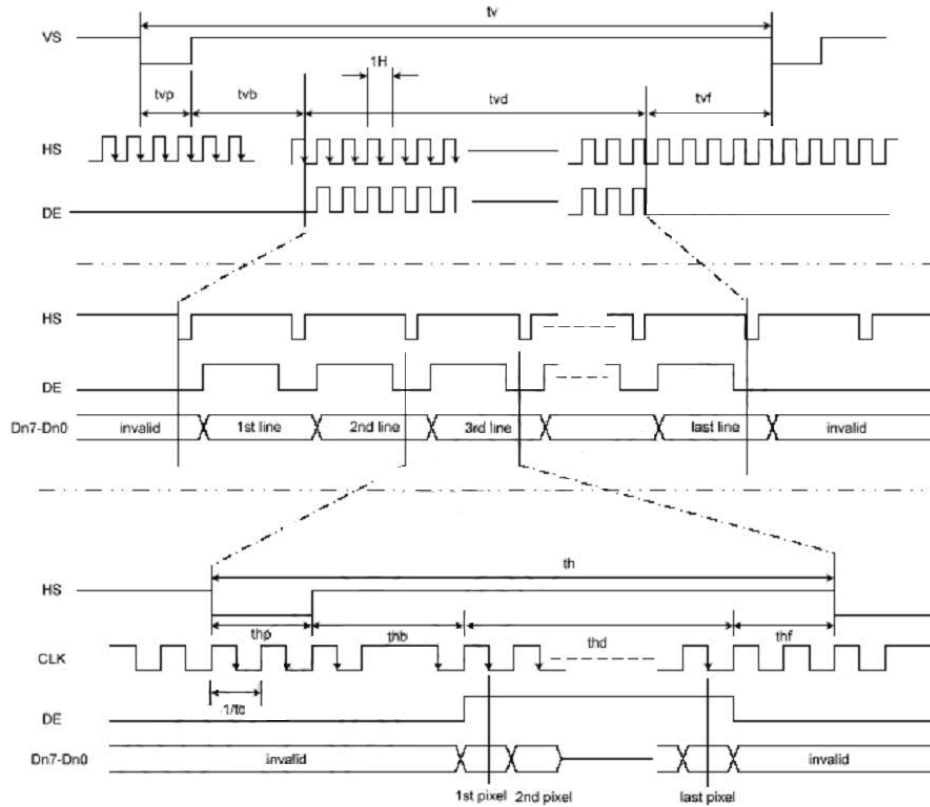 tv
VS
1H
tvp tvb tvd tvf
HS
DE
HS
DE
Dn7-Dn0 invalid 1st line 2nd line 3rd line last line invalid
th
HS
thp thb thd thf
CLK
1/tc
DE
Dn7-Dn0 invalid invalid
1st pixel 2nd pixel last pixel